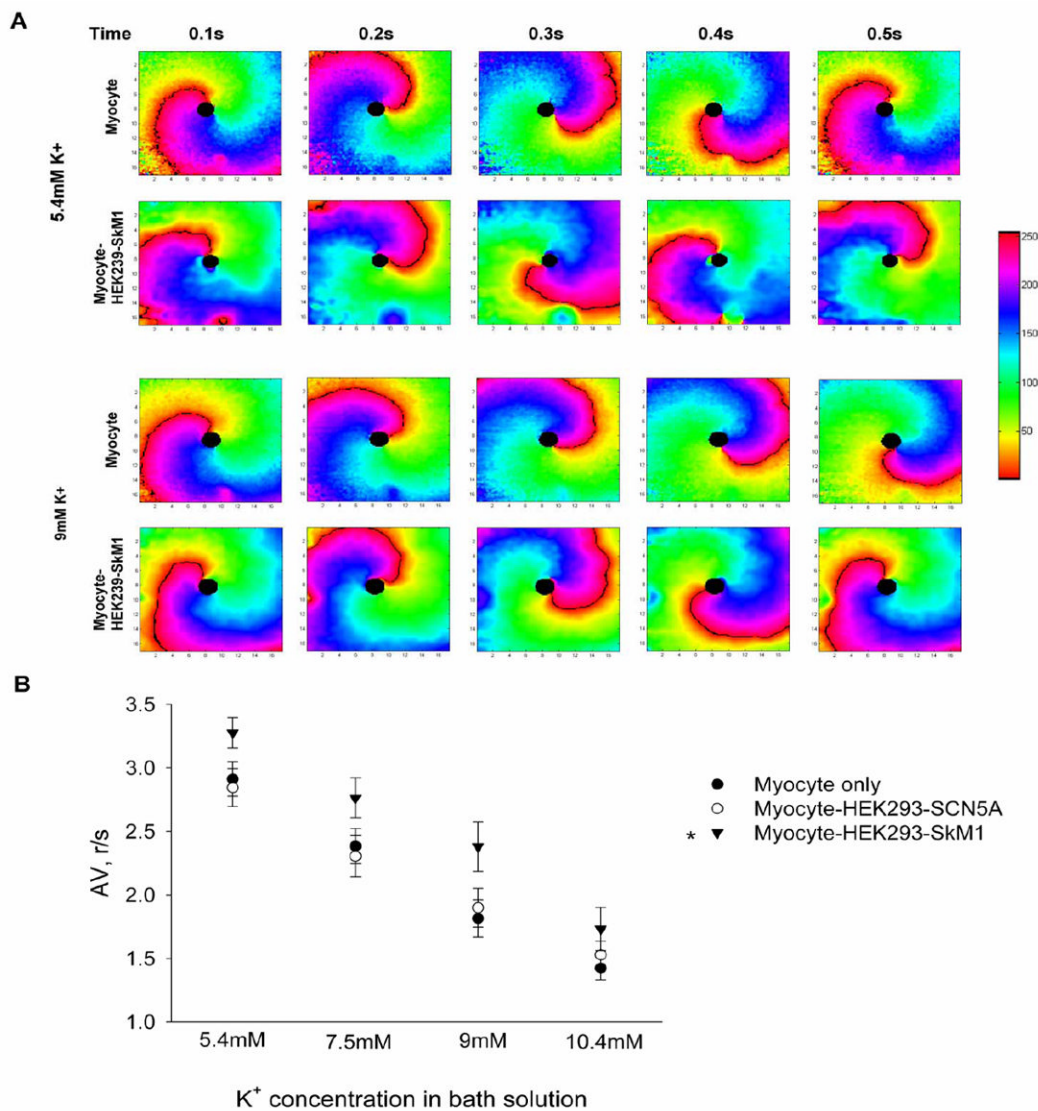 A
Time 0.1s 0.2s 0.3s 0.4s 0.5s
5.4mM K+
Myocyte
Myocyte-
HEK239-SkM1
9mM K+
Myocyte
Myocyte-
HEK239-SkM1
250
200
150
100
50
B
AV, r/s
3.5
3.0
2.5
2.0
1.5
1.0
5.4mM 7.5mM 9mM 10.4mM
K+ concentration in bath solution
Myocyte only
Myocyte-HEK293-SCN5A
* Myocyte-HEK293-SkM1